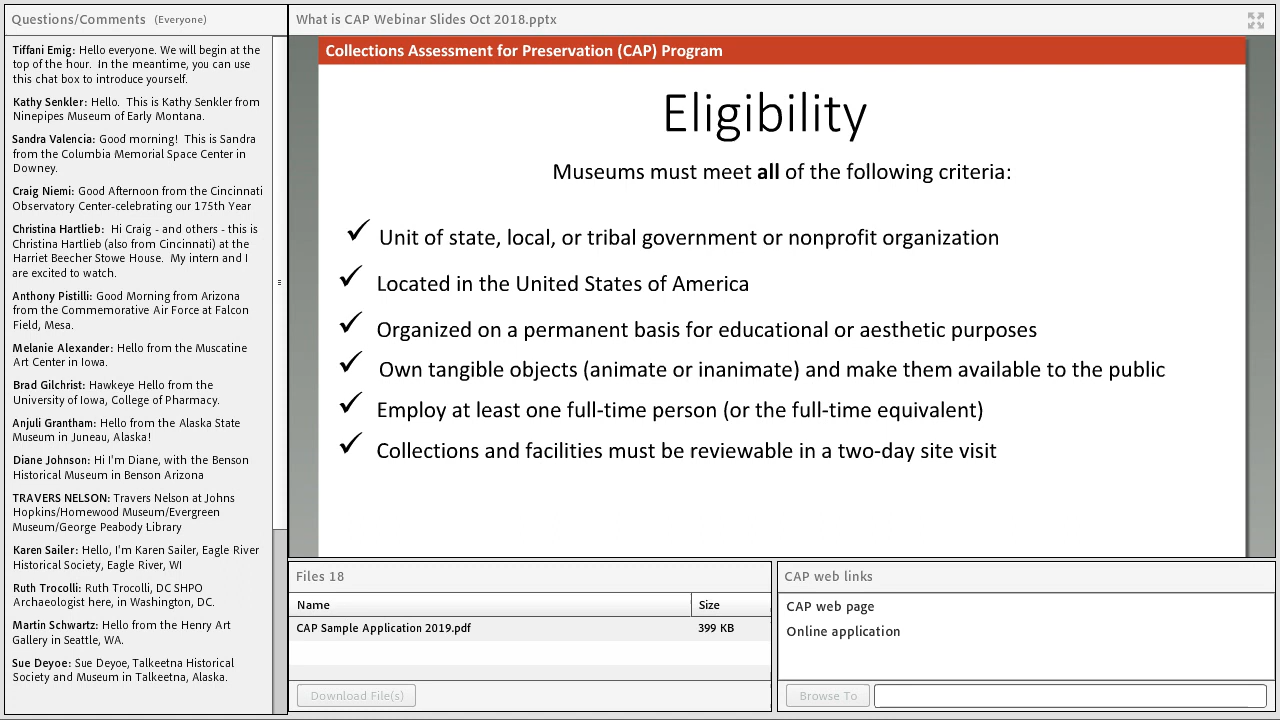 Questions/Comments (Everyone)
Tiffani Emig: Hello everyone. We will begin at the
top of the hour. In the meantime, you can use
this chat box to introduce yourself.
Kathy Senkler: Hello. This is Kathy Senkler from
Ninepipes Museum of Early Montana.
Sandra Valencia: Good morning! This is Sandra
from the Columbia Memorial Space Center in
Downey.
Craig Niemi: Good Afternoon from the Cincinnati
Observatory Center-celebrating our 175th Year
Christina Hartlieb: Hi Craig - and others - this is
Christina Hartlieb (also from Cincinnati) at the
Harriet Beecher Stowe House. My intern and I
are excited to watch.
Anthony Pistilli: Good Morning from Arizona
from the Commemorative Air Force at Falcon
Field, Mesa.
Melanie Alexander: Hello from the Muscatine
Art Center in Iowa.
Brad Gilchrist: Hawkeye Hello from the
University of Iowa, College of Pharmacy.
Anjuli Grantham: Hello from the Alaska State
Museum in Juneau, Alaska!
Diane Johnson: Hi I'm Diane, with the Benson
Historical Museum in Benson Arizona
TRAVERS NELSON: Travers Nelson at Johns
Hopkins/Homewood Museum/Evergreen
Museum/George Peabody Library
Karen Sailer: Hello, I'm Karen Sailer, Eagle River
Historical Society, Eagle River, WI
Ruth Trocolli: Ruth Trocolli, DC SHPO
Archaeologist here, in Washington, DC.
Martin Schwartz: Hello from the Henry Art
Gallery in Seattle, WA.
Sue Deyoe: Sue Deyoe, Talkeetna Historical
Society and Museum in Talkeetna, Alaska.
What is CAP Webinar Slides Oct 2018.pptx
Collections Assessment for Preservation (CAP) Program
Eligibility
Museums must meet all of the following criteria:
✓ Unit of state, local, or tribal government or nonprofit organization
✓ Located in the United States of America
✓ Organized on a permanent basis for educational or aesthetic purposes
✓ Own tangible objects (animate or inanimate) and make them available to the public
✓ Employ at least one full-time person (or the full-time equivalent)
✓ Collections and facilities must be reviewable in a two-day site visit
Files 18
Name Size
CAP Sample Application 2019.pdf 399 KB
Download File(s)
CAP web links
CAP web page
Online application
Browse To